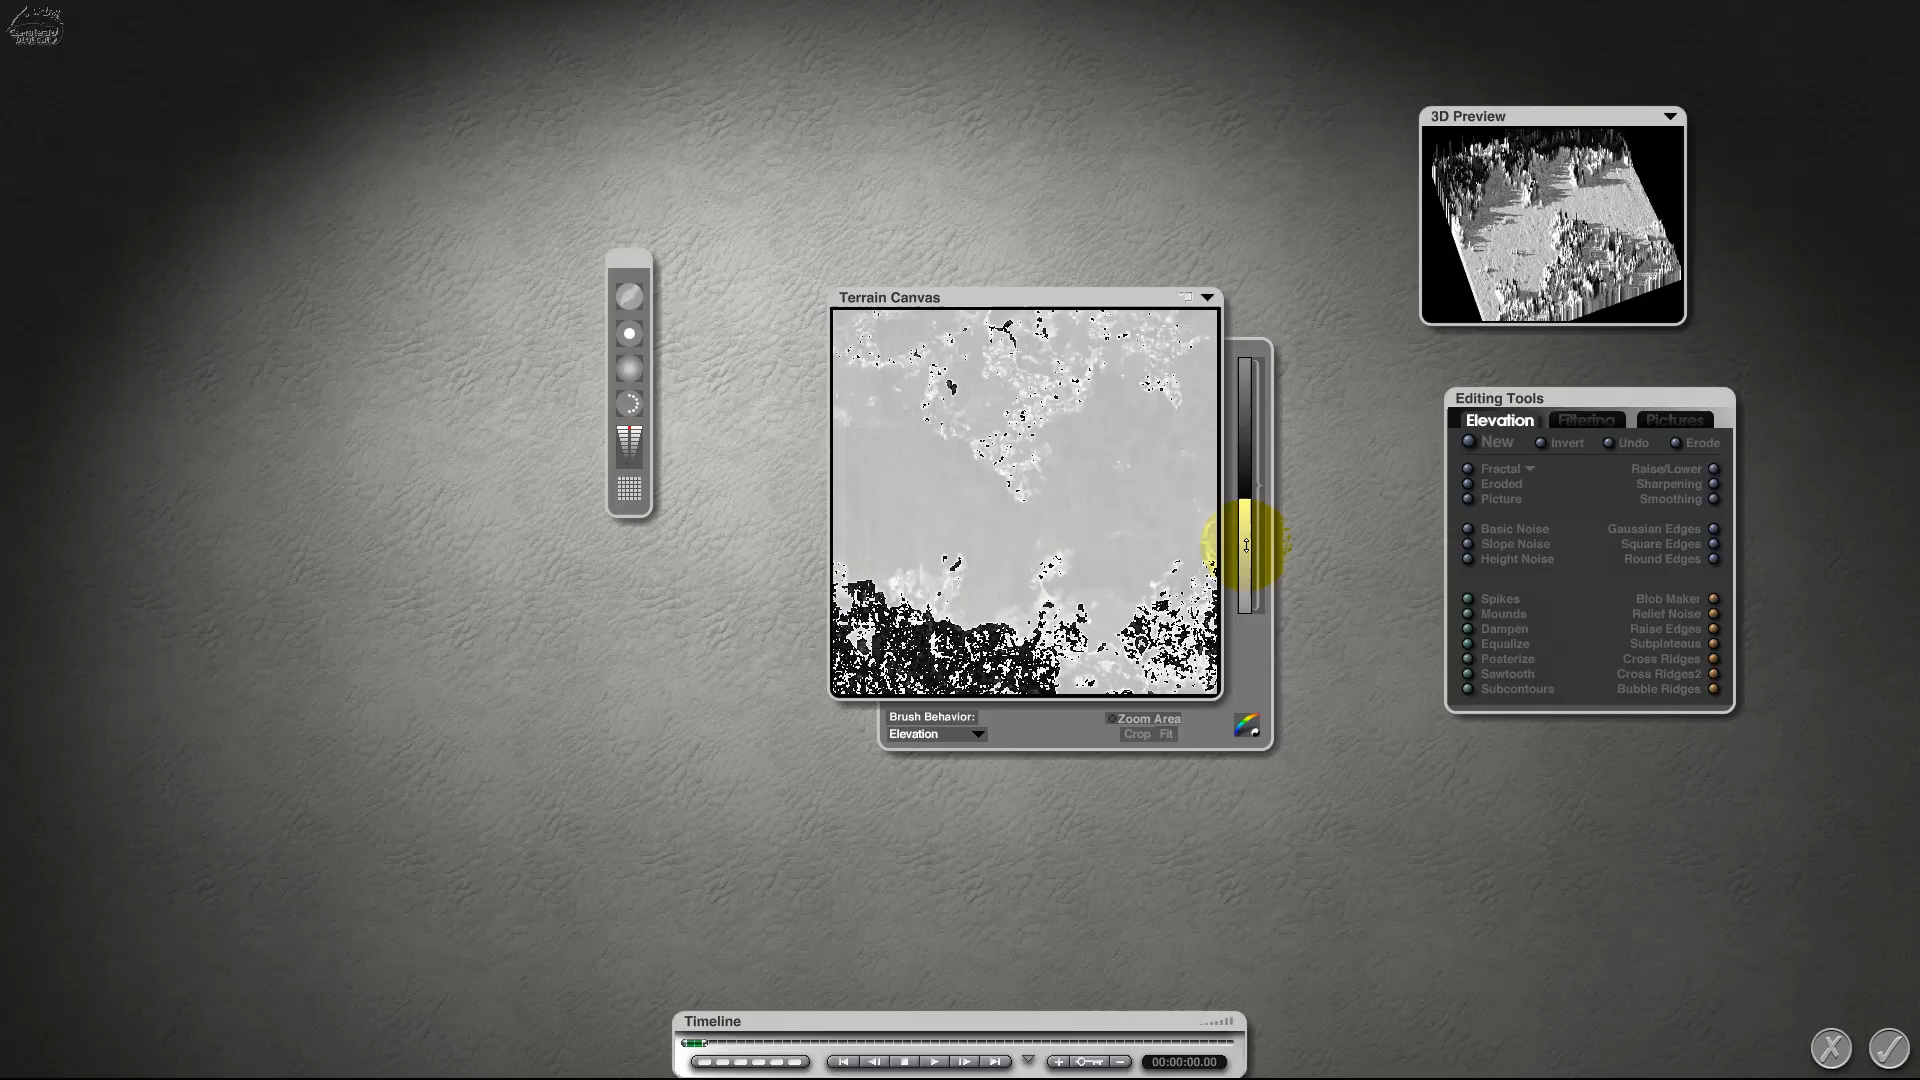 3D Preview
Terrain Canvas
Editing Tools
Elevation Filtering Pictures
New Invert Undo Erode
Fractal Raise/Lower
Eroded Sharpening
Picture Smoothing
Basic Noise Gaussian Edges
Slope Noise Square Edges
Height Noise Round Edges
Spikes Blob Maker
Mounds Relief Noise
Dampen Raise Edges
Equalize Subplateaus
Posterize Cross Ridges
Sawtooth Cross Ridges2
Subcontours Bubble Ridges
Brush Behavior: Zoom Area
Elevation Crop Fit
Timeline
00:00:00.00